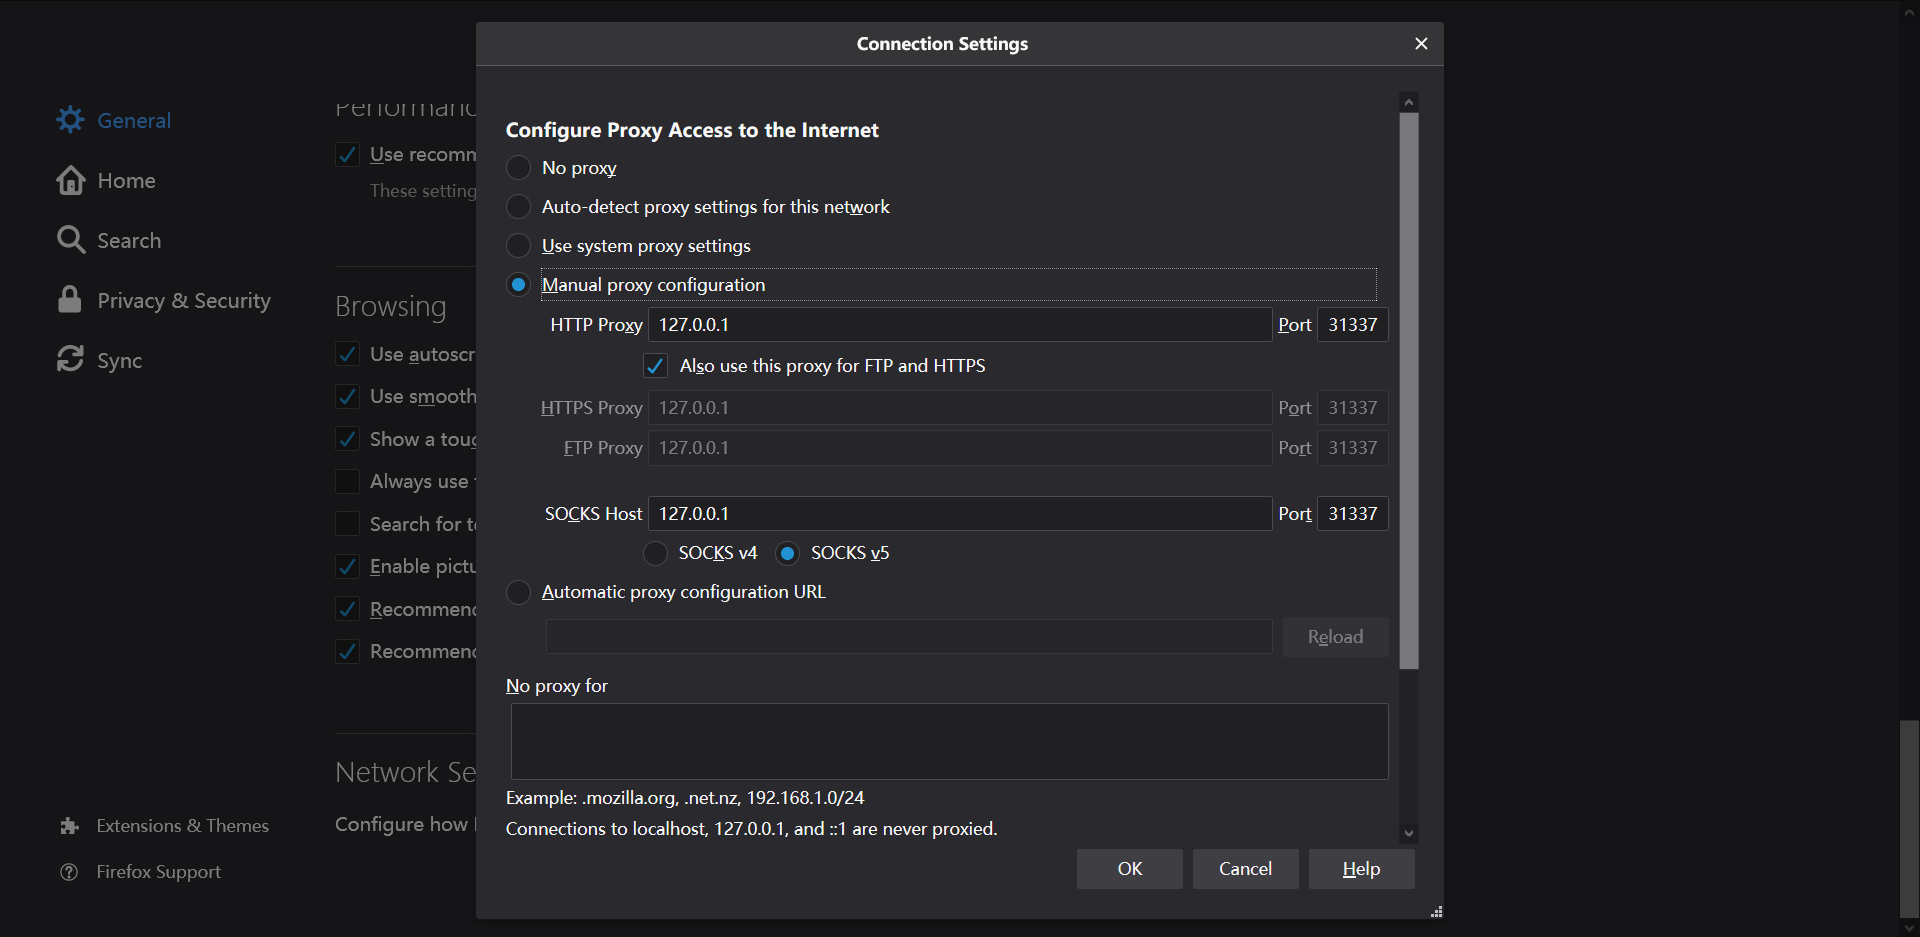 Connection Settings
General
Home
Search
Privacy & Security
Sync
Extensions & Themes
Firefox Support
Use recomm
These setting
Browsing
Use autoscr
Use smooth
Show a toug
Always use
Search for te
Enable pictu
Recommend
Recommend
Network Se
Configure how
Configure Proxy Access to the Internet
No proxy
Auto-detect proxy settings for this network
Use system proxy settings
Manual proxy configuration
HTTP Proxy 127.0.0.1 Port 31337
Also use this proxy for FTP and HTTPS
HTTPS Proxy 127.0.0.1 Port 31337
FTP Proxy 127.0.0.1 Port 31337
SOCKS Host 127.0.0.1 Port 31337
SOCKS v4 SOCKS v5
Automatic proxy configuration URL
Reload
No proxy for
Example: .mozilla.org, .net.nz, 192.168.1.0/24
Connections to localhost, 127.0.0.1, and ::1 are never proxied.
OK Cancel Help